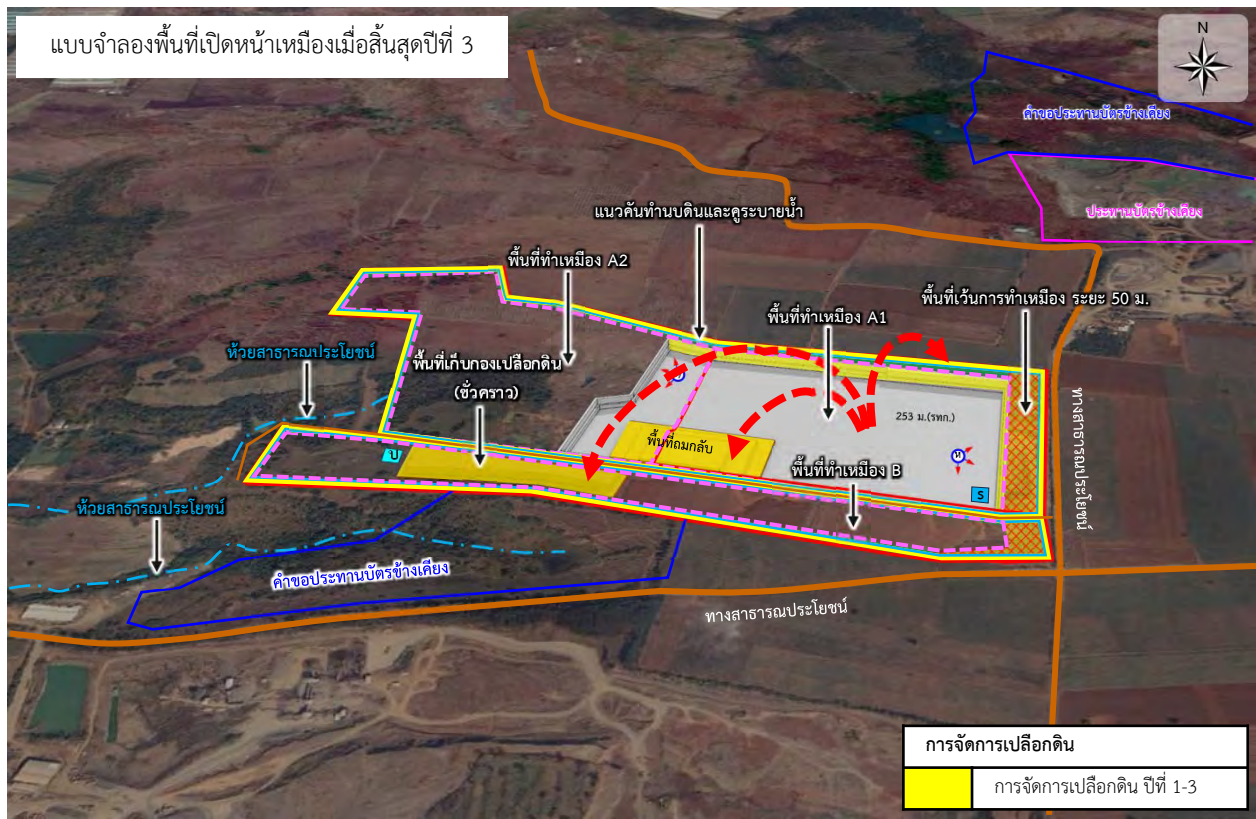 แบบจำลองพื้นที่เปิดหน้าเหมืองเมื่อสิ้นสุดปีที่ 3
N
คำขอประทานบัตรข้างเคียง
ประทานบัตรข้างเคียง
แนวคันทำนบดินและคูระบายน้ำ
พื้นที่ทำเหมือง A2
พื้นที่เว้นการทำเหมือง ระยะ 50 ม.
พื้นที่ทำเหมือง A1
ห้วยสาธารณประโยชน์
พื้นที่เก็บกองเปลือกดิน
(ชั่วคราว)
253 ม.(รทก.)
พื้นที่ถมกลับ
ป
ห
พื้นที่ทำเหมือง B
S
ทางสาธารณประโยชน์
ห้วยสาธารณประโยชน์
คำขอประทานบัตรข้างเคียง
ทางสาธารณประโยชน์
การจัดการเปลือกดิน
การจัดการเปลือกดิน ปีที่ 1-3